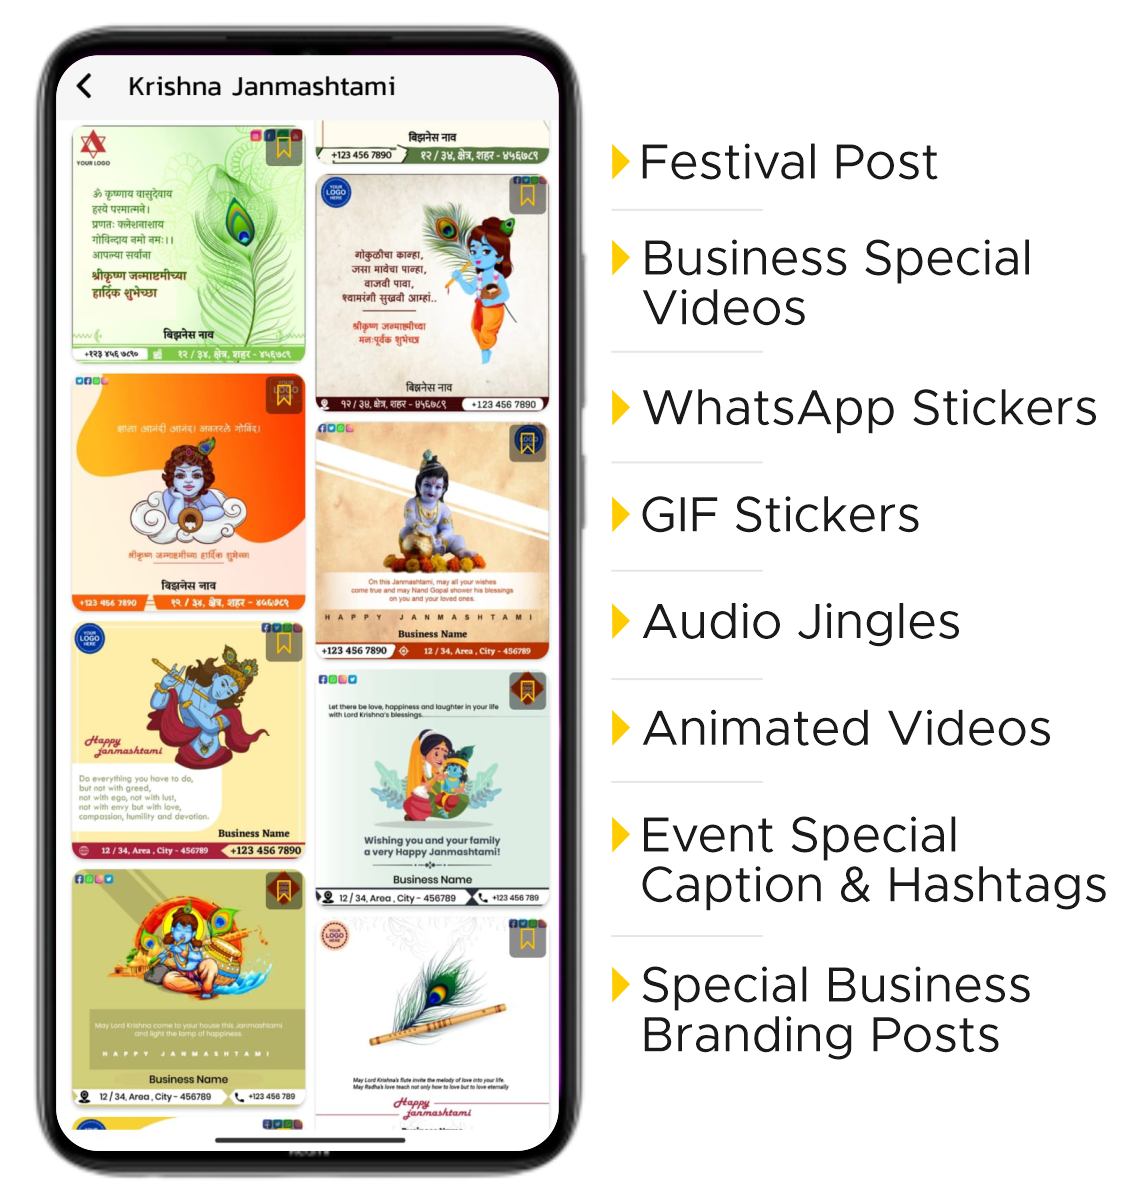 Krishna Janmashtami
YOUR LOGO
ॐ कृष्णाय वासुदेवाय
हरये परमात्मने।
प्रणतः क्लेशनाशाय
गोविन्दाय नमो नमः।।
आपल्या सर्वांना
श्रीकृष्ण जन्माष्टमीच्या
हार्दिक शुभेच्छा
बिझनेस नाव
+१२३ ४५६ ७८९०
१२ / ३४, क्षेत्र, शहर - ४५६७८९
झाला आनंदी आनंद। अवतरले गोविंद।
श्रीकृष्ण जन्माष्टमीच्या हार्दिक शुभेच्छा
बिझनेस नाव
+123 456 7890
१२ / ३४, क्षेत्र, शहर - ४५६७८९
YOUR
LOGO
HERE
Happy
Janmashtami
Do everything you have to do,
but not with greed,
not with ego, not with lust,
not with envy but with love,
compassion, humility and devotion.
Business Name
12 / 34, Area , City - 456789
+123 456 7890
May Lord Krishna come to your house this Janmashtami
and light the lamp of happiness
HAPPY JANMASHTAMI
Business Name
12 / 34, Area , City - 456789
+123 456 789
बिझनेस नाव
+123 456 7890
१२ / ३४, क्षेत्र, शहर - ४५६७८९
YOUR
LOGO
HERE
गोकुळीचा कान्हा,
जसा मायेचा पान्हा,
वाजवी पावा,
श्यामरंगी सुखवी आम्हां..
श्रीकृष्ण जन्माष्टमीच्या
मनःपूर्वक शुभेच्छा
बिझनेस नाव
१२ / ३४, क्षेत्र, शहर - ४५६७८९
+123 456 7890
LOGO
On this Janmashtami, may all your wishes
come true and may Nand Gopal shower his blessings
on you and your loved ones.
HAPPY JANMASHTAMI
Business Name
+123 456 7890
12 / 34, Area , City - 456789
Let there be love, happiness and laughter in your life
with Lord Krishna's blessings.
Wishing you and your family
a very Happy Janmashtami!
Business Name
12 / 34, Area , City - 456789
+123 456 789
YOUR
LOGO
HERE
May Lord Krishna's flute invite the melody of love into your life.
May Radha's love teach not only how to love but to love eternally
Happy
Janmashtami
Festival Post
Business Special
Videos
WhatsApp Stickers
GIF Stickers
Audio Jingles
Animated Videos
Event Special
Caption & Hashtags
Special Business
Branding Posts